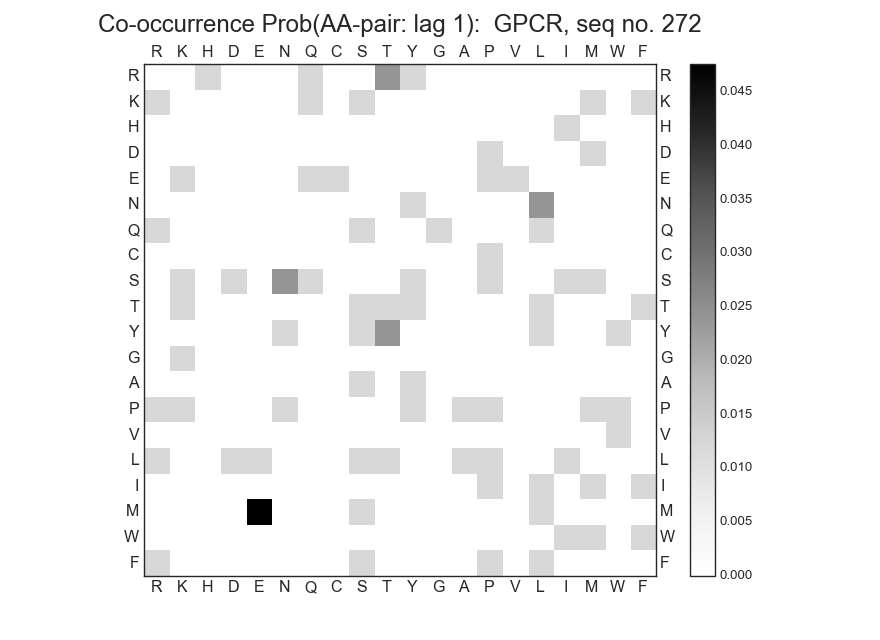 Co-occurrence Prob(AA-pair: lag 1):  GPCR, seq no. 272
R K H D E N Q C S T Y G A P V L I M W F
R R 0.045
K K
H H 0.040
D D
E E 0.035
N N
Q Q 0.030
C C
S S
T T 0.025
Y Y
G G 0.020
A A
P P 0.015
V V
L L 0.010
I I
M M 0.005
W W
F F 0.000
R K H D E N Q C S T Y G A P V L I M W F